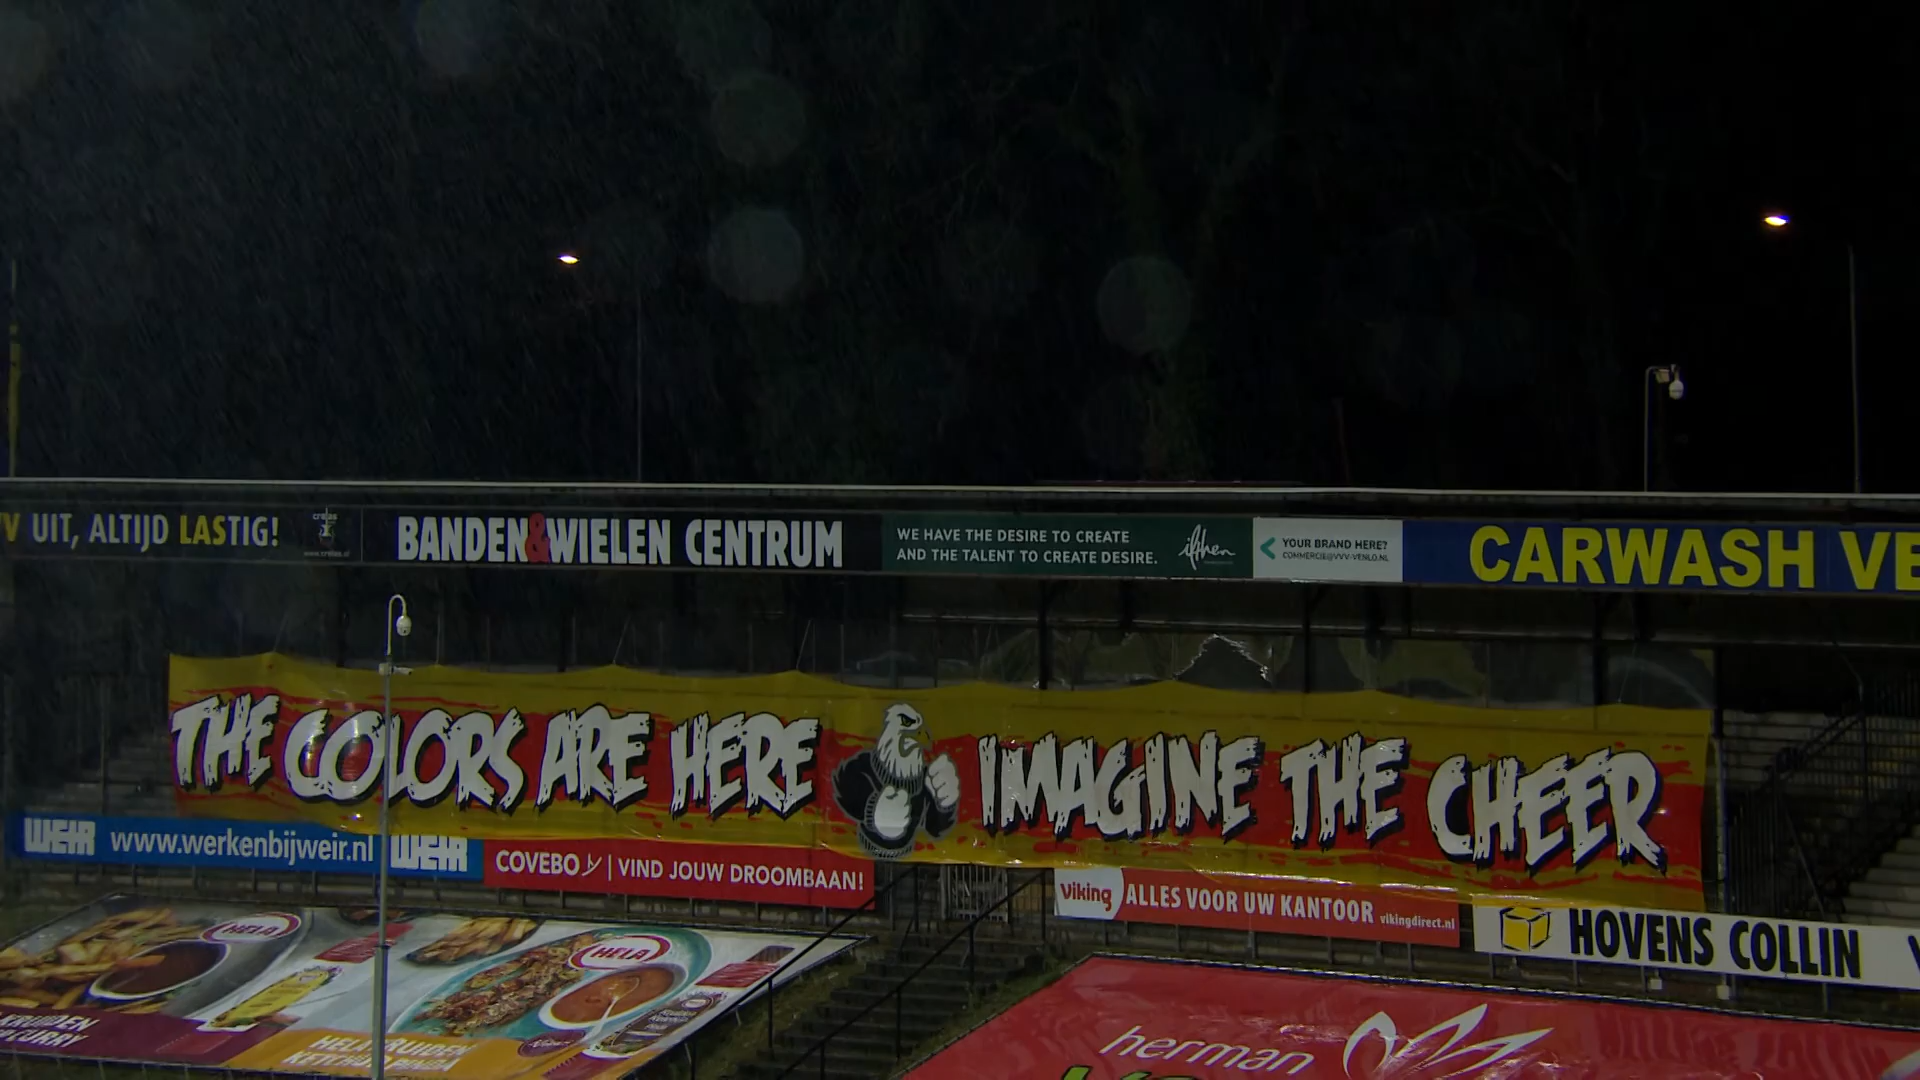 UIT, ALTIJD LASTIG!
BANDEN&WIELEN CENTRUM
WE HAVE THE DESIRE TO CREATE
AND THE TALENT TO CREATE DESIRE.
ifthen
YOUR BRAND HERE?
COMMERCIE@VVV-VENLO.NL
CARWASH VE
THE COLORS ARE HERE
IMAGINE THE CHEER
WEIR www.werkenbijweir.nl WEIR
COVEBO | VIND JOUW DROOMBAAN!
Viking ALLES VOOR UW KANTOOR vikingdirect.nl
HOVENS COLLIN
HELA
HELA
herman